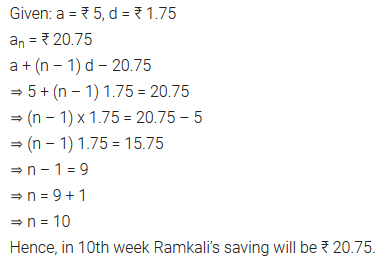 Given: a = ₹ 5, d = ₹ 1.75
an = ₹ 20.75
a + (n – 1) d – 20.75
⇒ 5 + (n – 1) 1.75 = 20.75
⇒ (n – 1) x 1.75 = 20.75 – 5
⇒ (n – 1) 1.75 = 15.75
⇒ n – 1 = 9
⇒ n = 9 + 1
⇒ n = 10
Hence, in 10th week Ramkali’s saving will be ₹ 20.75.